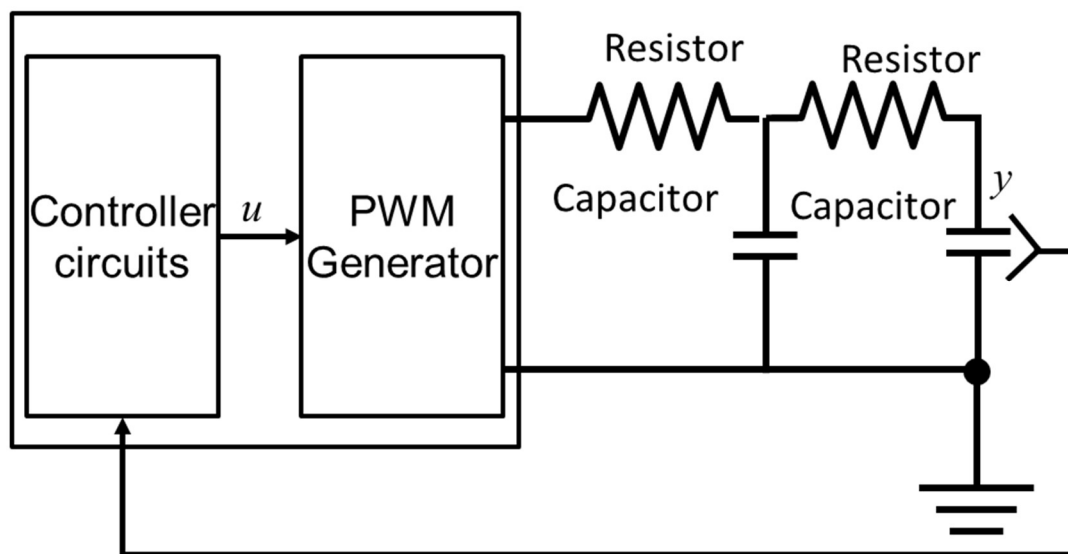 Controller
circuits
u
PWM
Generator
Resistor
Capacitor
Resistor
Capacitor
y